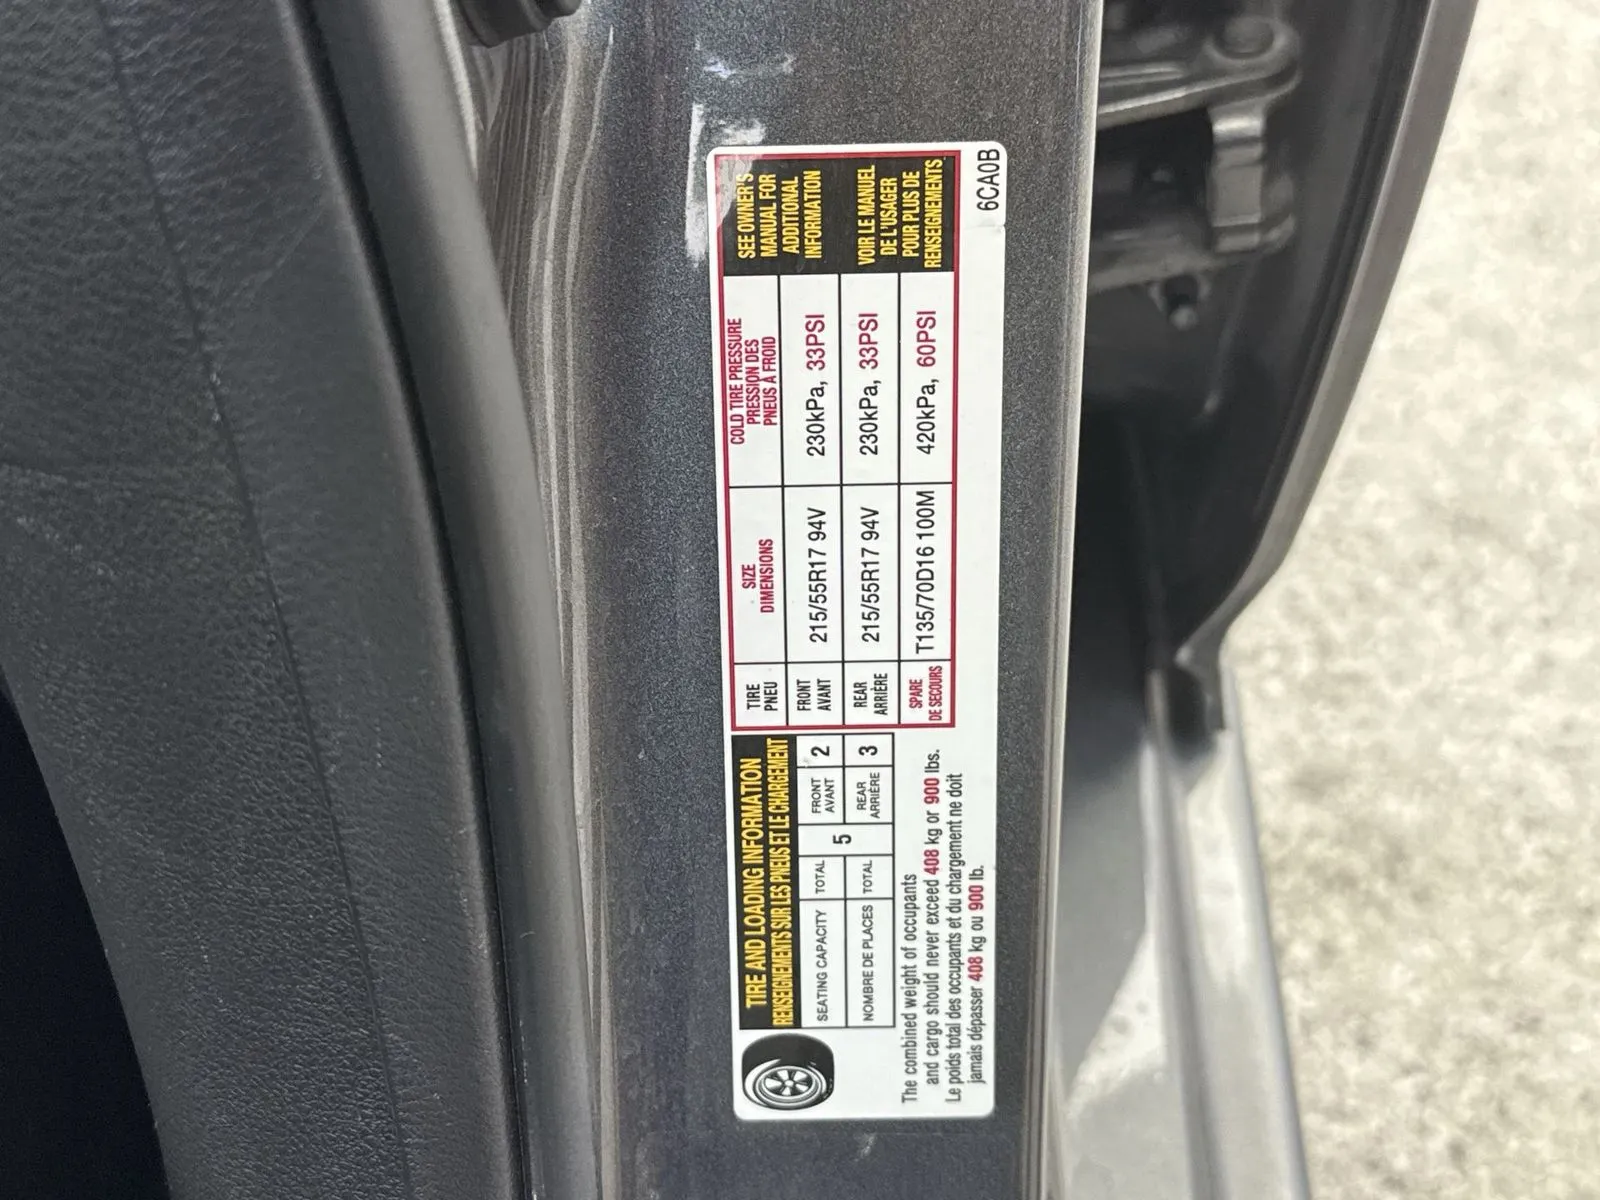 TIRE AND LOADING INFORMATION
RENSEIGNEMENTS SUR LES PNEUS ET LE CHARGEMENT
SEATING CAPACITY TOTAL 5 FRONT AVANT 2
NOMBRE DE PLACES TOTAL REAR ARRIÈRE 3
The combined weight of occupants
and cargo should never exceed 408 kg or 900 lbs.
Le poids total des occupants et du chargement ne doit
jamais dépasser 408 kg ou 900 lb.
TIRE PNEU
SIZE DIMENSIONS
COLD TIRE PRESSURE
PRESSION DES
PNEUS À FROID
FRONT AVANT 215/55R17 94V 230kPa, 33PSI
REAR ARRIÈRE 215/55R17 94V 230kPa, 33PSI
SPARE DE SECOURS T135/70D16 100M 420kPa, 60PSI
SEE OWNER'S
MANUAL FOR
ADDITIONAL
INFORMATION
VOIR LE MANUEL
DE L'USAGER
POUR PLUS DE
RENSEIGNEMENTS
6CA0B